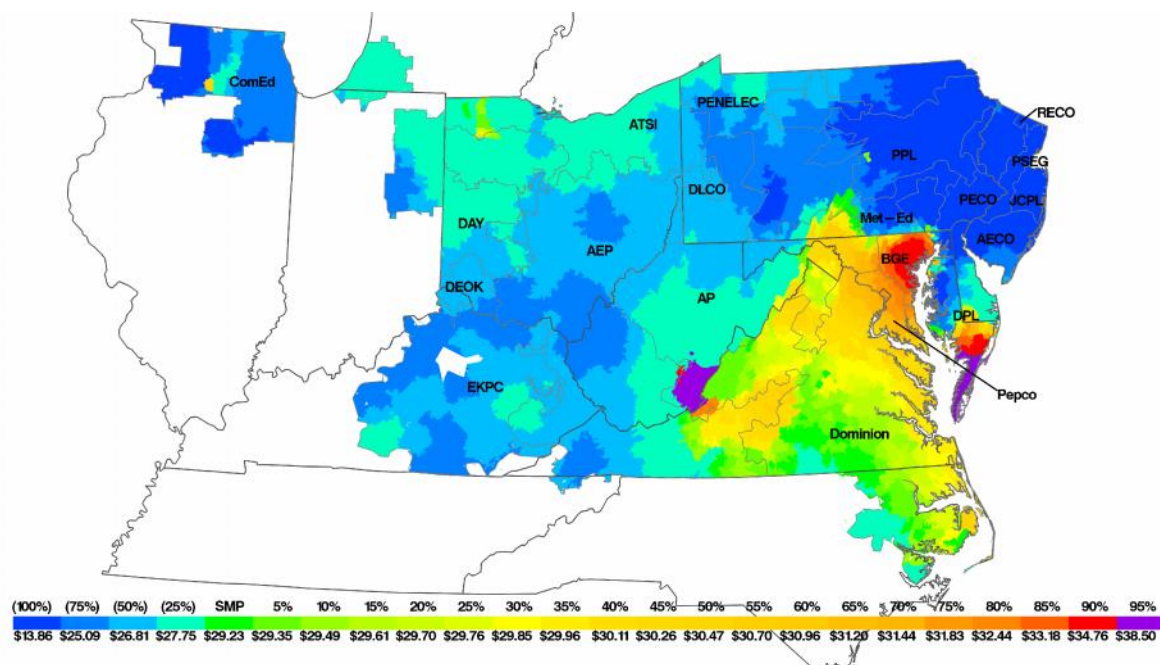 ComEd
PENELEC
RECO
ATSI
PPL
PSEG
DLCO
PECO
JCPL
Met-Ed
DAY
AECO
AEP
BGE
DEOK
AP
DPL
EKPC
Pepco
Dominion
(100%) (75%) (50%) (25%) SMP 5% 10% 15% 20% 25% 30% 35% 40% 45% 50% 55% 60% 65% 70% 75% 80% 85% 90% 95%
$13.86 $25.09 $26.81 $27.75 $29.23 $29.35 $29.49 $29.61 $29.70 $29.76 $29.85 $29.96 $30.11 $30.26 $30.47 $30.70 $30.96 $31.20 $31.44 $31.83 $32.44 $33.18 $34.76 $38.50